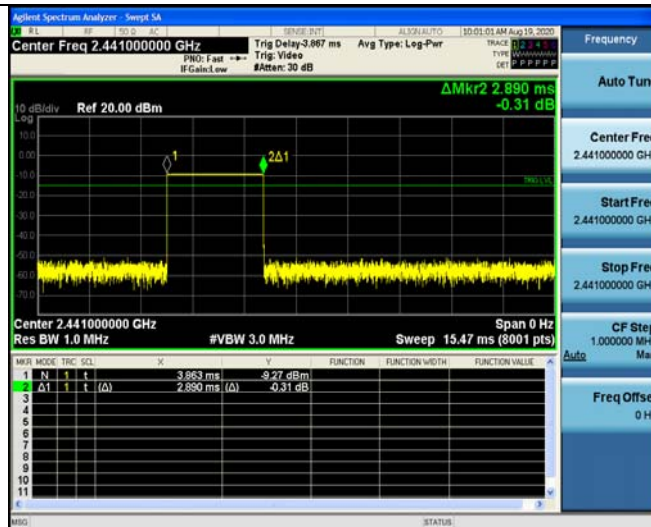 Agilent Spectrum Analyzer - Swept SA
RL RF 50 Ω AC SENSE:INT ALIGNAUTO 10:01:01 AM Aug 19, 2020
Center Freq 2.441000000 GHz
PNO: Fast
IFGain:Low
Trig Delay-3.867 ms
Trig: Video
#Atten: 30 dB
Avg Type: Log-Pwr
TRACE 1 2 3 4 5 6
TYPE
DET P P P P P P
ΔMkr2 2.890 ms
-0.31 dB
10 dB/div Ref 20.00 dBm
Log
10.0
0.00
-10.0
-20.0
-30.0
-40.0
-50.0
-60.0
-70.0
1
2Δ1
TRIG LVL
Center 2.441000000 GHz Span 0 Hz
Res BW 1.0 MHz #VBW 3.0 MHz Sweep 15.47 ms (8001 pts)
MKR MODE TRC SCL X Y FUNCTION FUNCTION WIDTH FUNCTION VALUE
1 N 1 t 3.863 ms -9.27 dBm
2 Δ1 1 t (Δ) 2.890 ms (Δ) -0.31 dB
3
4
5
6
7
8
9
10
11
MSG STATUS
Frequency
Auto Tun
Center Fre
2.441000000 GH
Start Fre
2.441000000 GH
Stop Fre
2.441000000 GH
CF Step
1.000000 MH
Auto Ma
Freq Offse
0 H